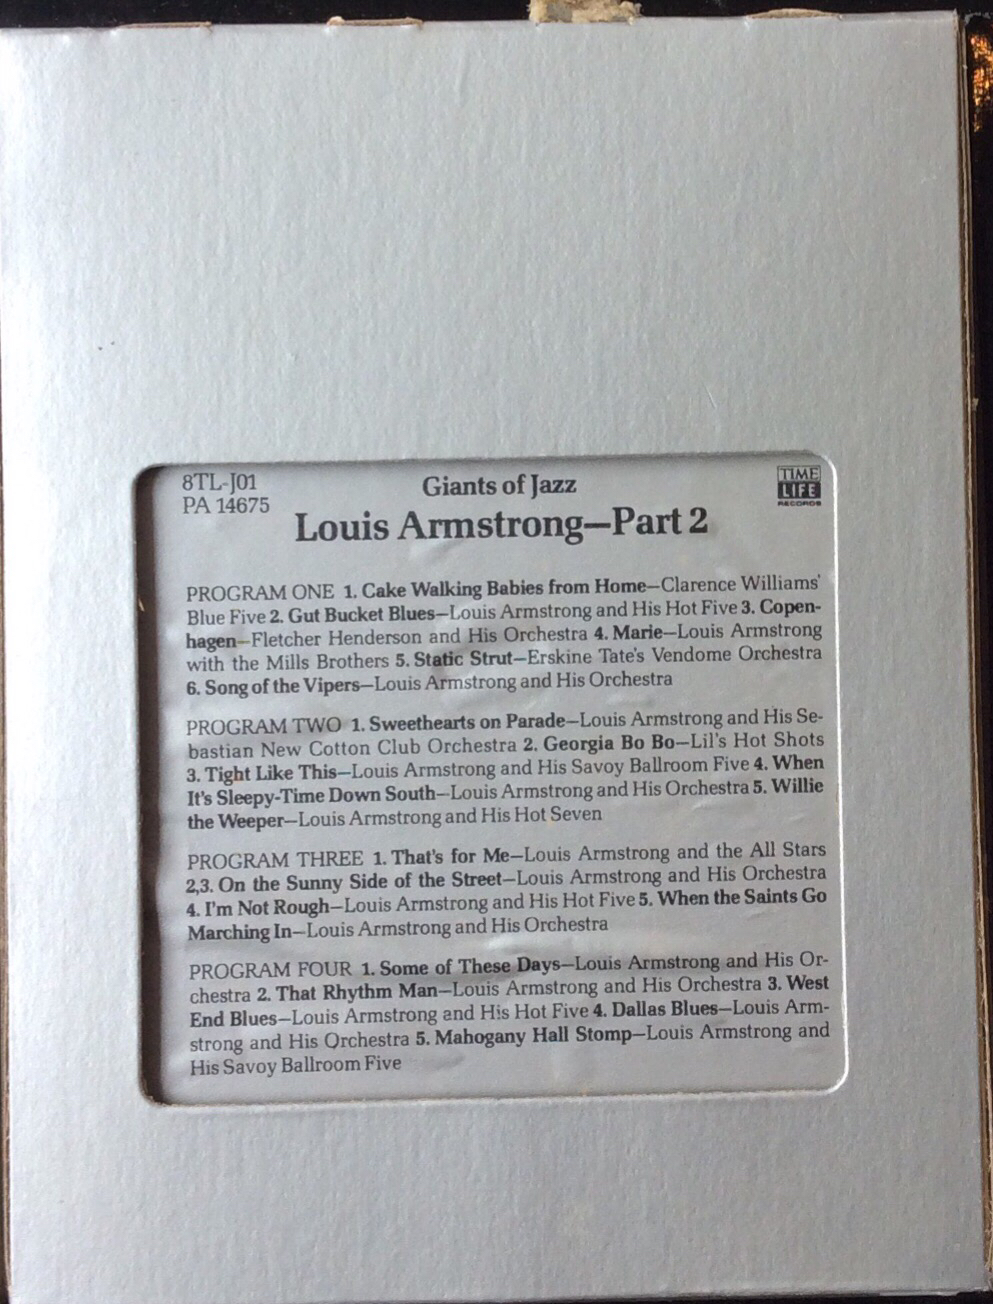 8TL-J01
PA 14675
Giants of Jazz
TIME
LIFE
RECORDS
Louis Armstrong—Part 2
PROGRAM ONE 1. Cake Walking Babies from Home—Clarence Williams'
Blue Five 2. Gut Bucket Blues—Louis Armstrong and His Hot Five 3. Copen-
hagen—Fletcher Henderson and His Orchestra 4. Marie—Louis Armstrong
with the Mills Brothers 5. Static Strut—Erskine Tate's Vendome Orchestra
6. Song of the Vipers—Louis Armstrong and His Orchestra
PROGRAM TWO 1. Sweethearts on Parade—Louis Armstrong and His Se-
bastian New Cotton Club Orchestra 2. Georgia Bo Bo—Lil's Hot Shots
3. Tight Like This—Louis Armstrong and His Savoy Ballroom Five 4. When
It's Sleepy-Time Down South—Louis Armstrong and His Orchestra 5. Willie
the Weeper—Louis Armstrong and His Hot Seven
PROGRAM THREE 1. That's for Me—Louis Armstrong and the All Stars
2,3. On the Sunny Side of the Street—Louis Armstrong and His Orchestra
4. I'm Not Rough—Louis Armstrong and His Hot Five 5. When the Saints Go
Marching In—Louis Armstrong and His Orchestra
PROGRAM FOUR 1. Some of These Days—Louis Armstrong and His Or-
chestra 2. That Rhythm Man—Louis Armstrong and His Orchestra 3. West
End Blues—Louis Armstrong and His Hot Five 4. Dallas Blues—Louis Arm-
strong and His Orchestra 5. Mahogany Hall Stomp—Louis Armstrong and
His Savoy Ballroom Five